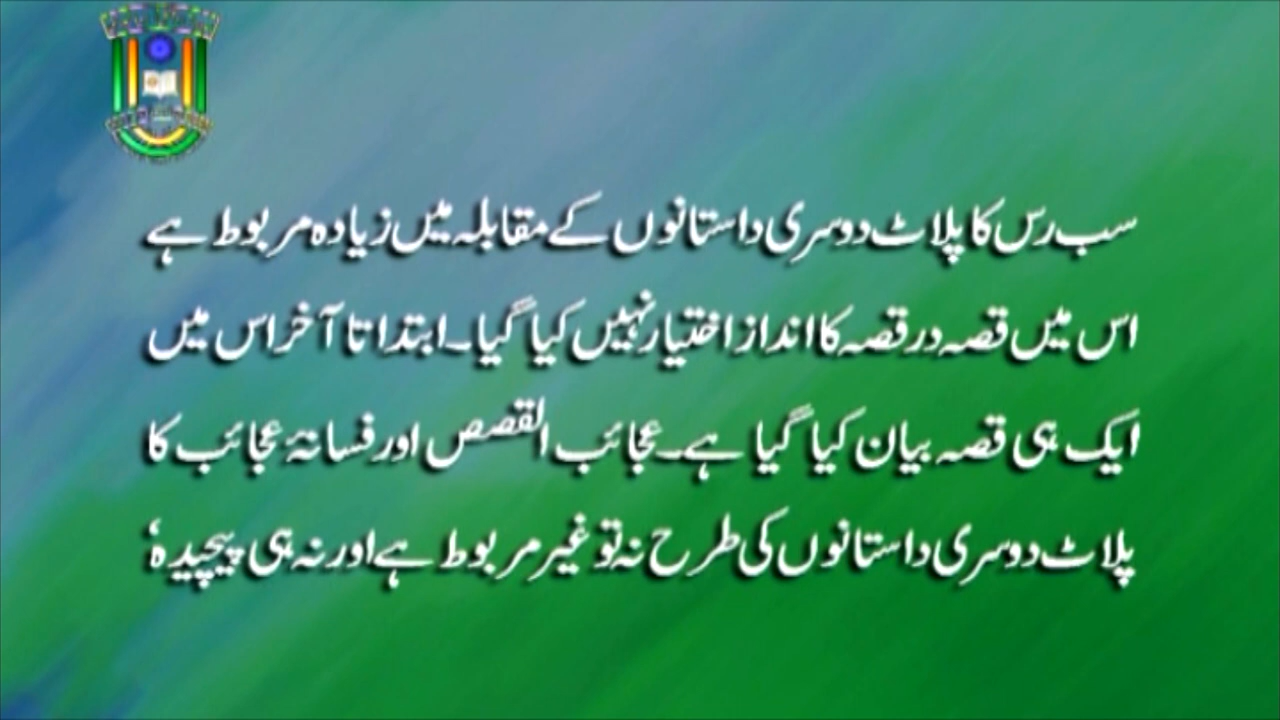 سب رس کا پلاٹ دوسری داستانوں کے مقابلہ میں زیادہ مربوط ہے
اس میں قصہ در قصہ کا انداز اختیار نہیں کیا گیا۔ ابتدا تا آخر اس میں
ایک ہی قصہ بیان کیا گیا ہے۔ عجائب القصص اور فسانۂ عجائب کا
پلاٹ دوسری داستانوں کی طرح نہ تو غیر مربوط ہے اور نہ ہی پیچیدہ‘